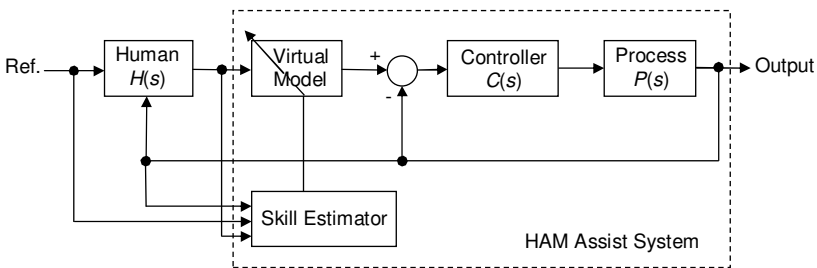 Ref.
Human
H(s)
Virtual
Model
+
-
Controller
C(s)
Process
P(s)
Output
Skill Estimator
HAM Assist System